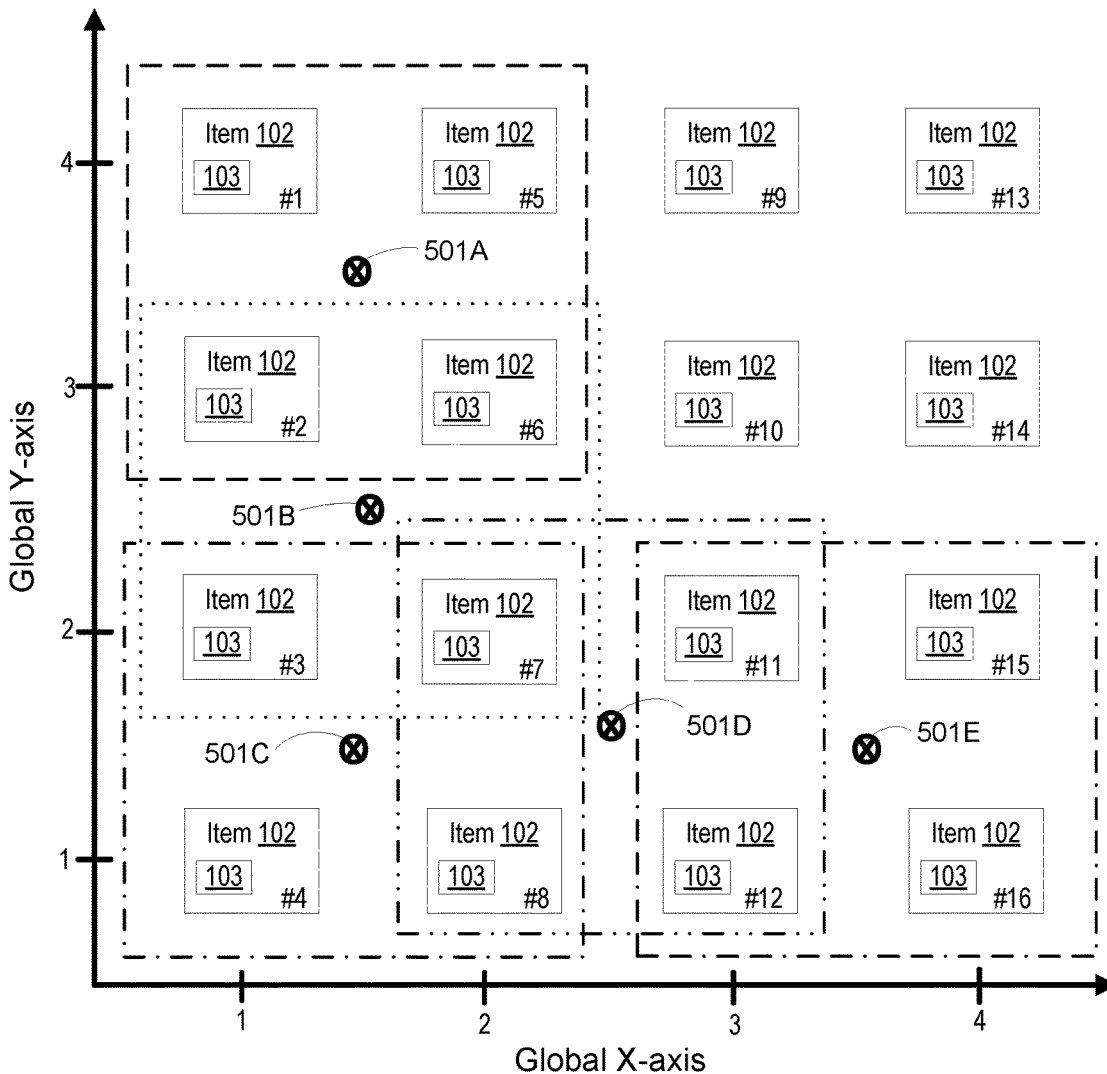 Global Y-axis
4
Item 102
103
#1
Item 102
103
#5
Item 102
103
#9
Item 102
103
#13
501A
3
Item 102
103
#2
Item 102
103
#6
Item 102
103
#10
Item 102
103
#14
501B
2
Item 102
103
#3
Item 102
103
#7
Item 102
103
#11
Item 102
103
#15
501C
501D
501E
1
Item 102
103
#4
Item 102
103
#8
Item 102
103
#12
Item 102
103
#16
1
2
3
4
Global X-axis